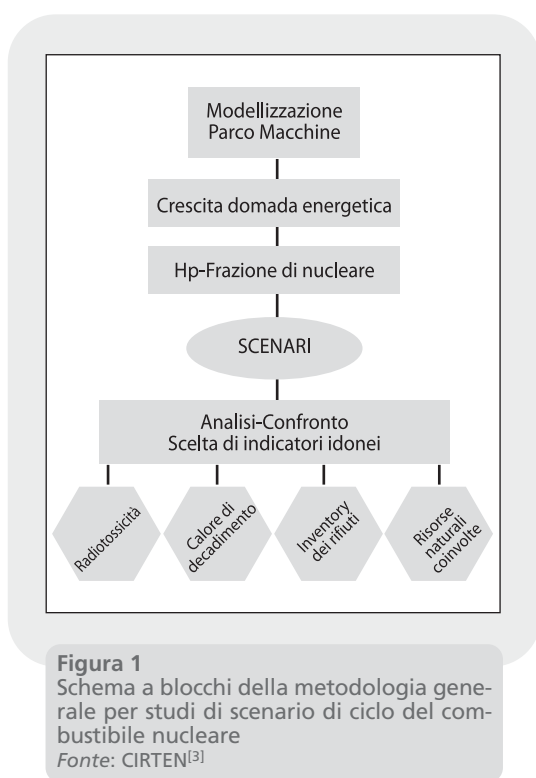 Modellizzazione
Parco Macchine
Crescita domada energetica
Hp-Frazione di nucleare
SCENARI
Analisi-Confronto
Scelta di indicatori idonei
Radiotossicità
Calore di
decadimento
Inventory
dei rifiuti
Risorse
naturali
coinvolte
Figura 1
Schema a blocchi della metodologia gene-
rale per studi di scenario di ciclo del com-
bustibile nucleare
Fonte: CIRTEN[3]